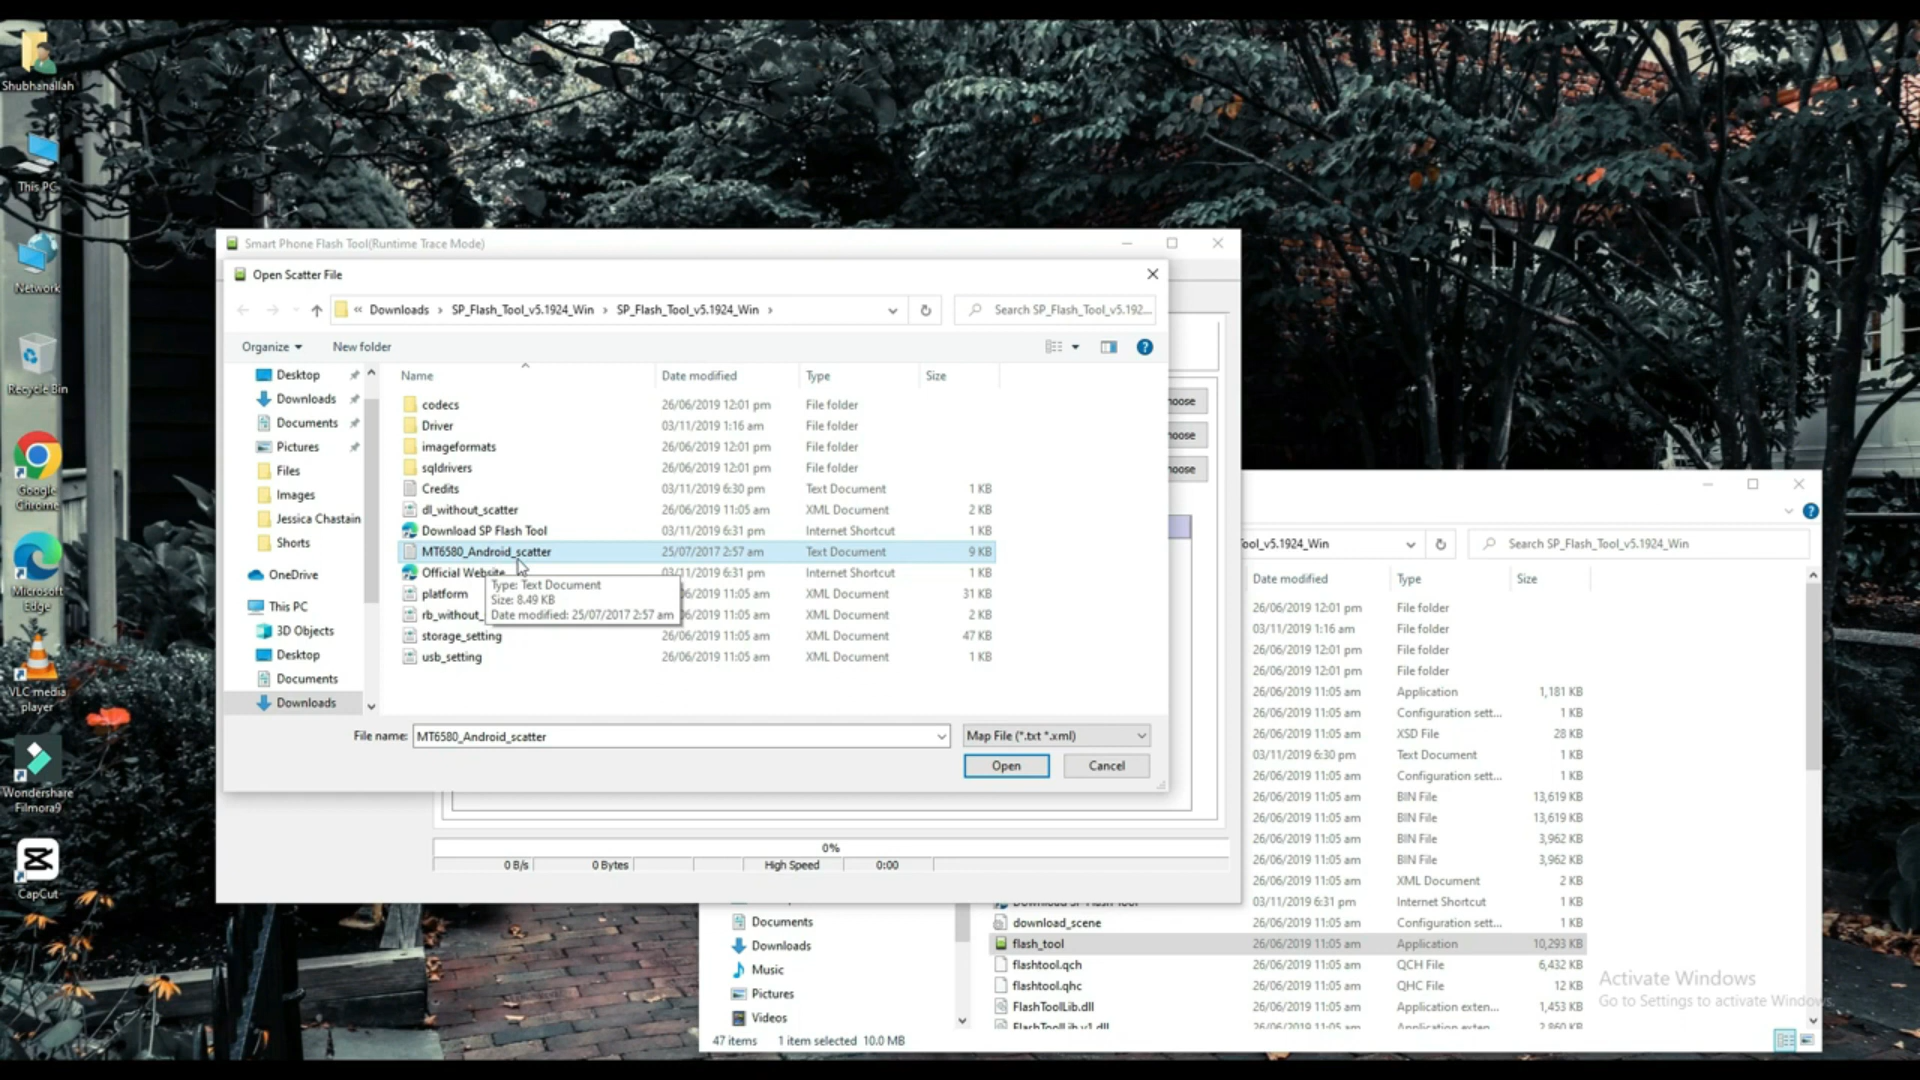 Shubhanallah
This PC
Network
Recycle Bin
Google
Chrome
Microsoft
Edge
VLC media
player
Wondershare
Filmora9
CapCut
Smart Phone Flash Tool(Runtime Trace Mode)
Open Scatter File
« Downloads › SP_Flash_Tool_v5.1924_Win › SP_Flash_Tool_v5.1924_Win ›
Search SP_Flash_Tool_v5.192...
Organize
New folder
Desktop
Downloads
Documents
Pictures
Files
Images
Jessica Chastain
Shorts
OneDrive
This PC
3D Objects
Desktop
Documents
Downloads
Name Date modified Type Size
codecs 26/06/2019 12:01 pm File folder
Driver 03/11/2019 1:16 am File folder
imageformats 26/06/2019 12:01 pm File folder
sqldrivers 26/06/2019 12:01 pm File folder
Credits 03/11/2019 6:30 pm Text Document 1 KB
dl_without_scatter 26/06/2019 11:05 am XML Document 2 KB
Download SP Flash Tool 03/11/2019 6:31 pm Internet Shortcut 1 KB
MT6580_Android_scatter 25/07/2017 2:57 am Text Document 9 KB
Official Website 03/11/2019 6:31 pm Internet Shortcut 1 KB
platform 26/06/2019 11:05 am XML Document 31 KB
rb_without_ 26/06/2019 11:05 am XML Document 2 KB
storage_setting 26/06/2019 11:05 am XML Document 47 KB
usb_setting 26/06/2019 11:05 am XML Document 1 KB
Type: Text Document
Size: 8.49 KB
Date modified: 25/07/2017 2:57 am
File name: MT6580_Android_scatter
Map File (*.txt *.xml)
Open
Cancel
hoose
hoose
hoose
0%
0 B/s 0 Bytes High Speed 0:00
Tool_v5.1924_Win
Search SP_Flash_Tool_v5.1924_Win
Date modified Type Size
26/06/2019 12:01 pm File folder
03/11/2019 1:16 am File folder
26/06/2019 12:01 pm File folder
26/06/2019 12:01 pm File folder
26/06/2019 11:05 am Application 1,181 KB
26/06/2019 11:05 am Configuration sett... 1 KB
26/06/2019 11:05 am XSD File 28 KB
03/11/2019 6:30 pm Text Document 1 KB
26/06/2019 11:05 am Configuration sett... 1 KB
26/06/2019 11:05 am BIN File 13,619 KB
26/06/2019 11:05 am BIN File 13,619 KB
26/06/2019 11:05 am BIN File 3,962 KB
26/06/2019 11:05 am BIN File 3,962 KB
26/06/2019 11:05 am XML Document 2 KB
Download SP Flash Tool 03/11/2019 6:31 pm Internet Shortcut 1 KB
download_scene 26/06/2019 11:05 am Configuration sett... 1 KB
flash_tool 26/06/2019 11:05 am Application 10,293 KB
flashtool.qch 26/06/2019 11:05 am QCH File 6,432 KB
flashtool.qhc 26/06/2019 11:05 am QHC File 12 KB
FlashToolLib.dll 26/06/2019 11:05 am Application exten... 1,453 KB
FlashToolLib.v1.dll 26/06/2019 11:05 am Application exten... 2,860 KB
Documents
Downloads
Music
Pictures
Videos
47 items 1 item selected 10.0 MB
Activate Windows
Go to Settings to activate Windows.